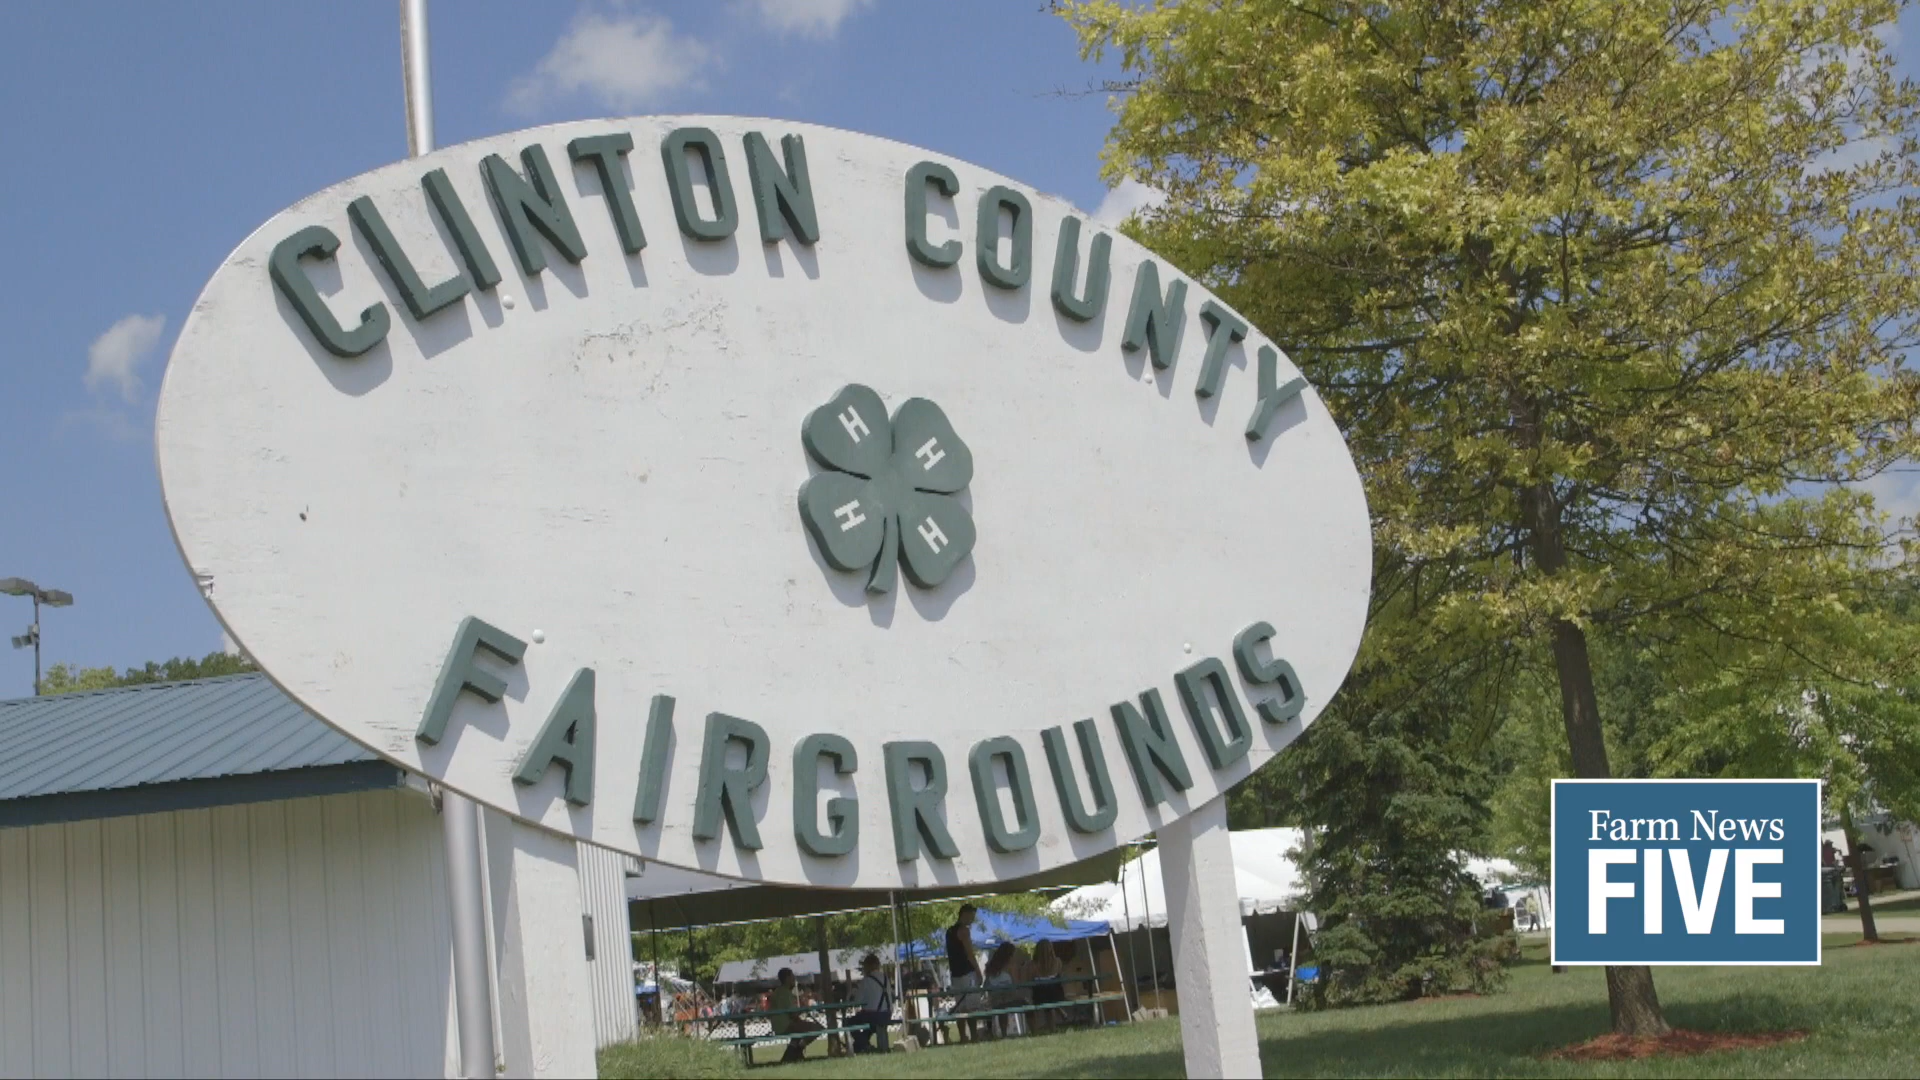 CLINTON COUNTY
H H
H H
FAIRGROUNDS
Farm News
FIVE